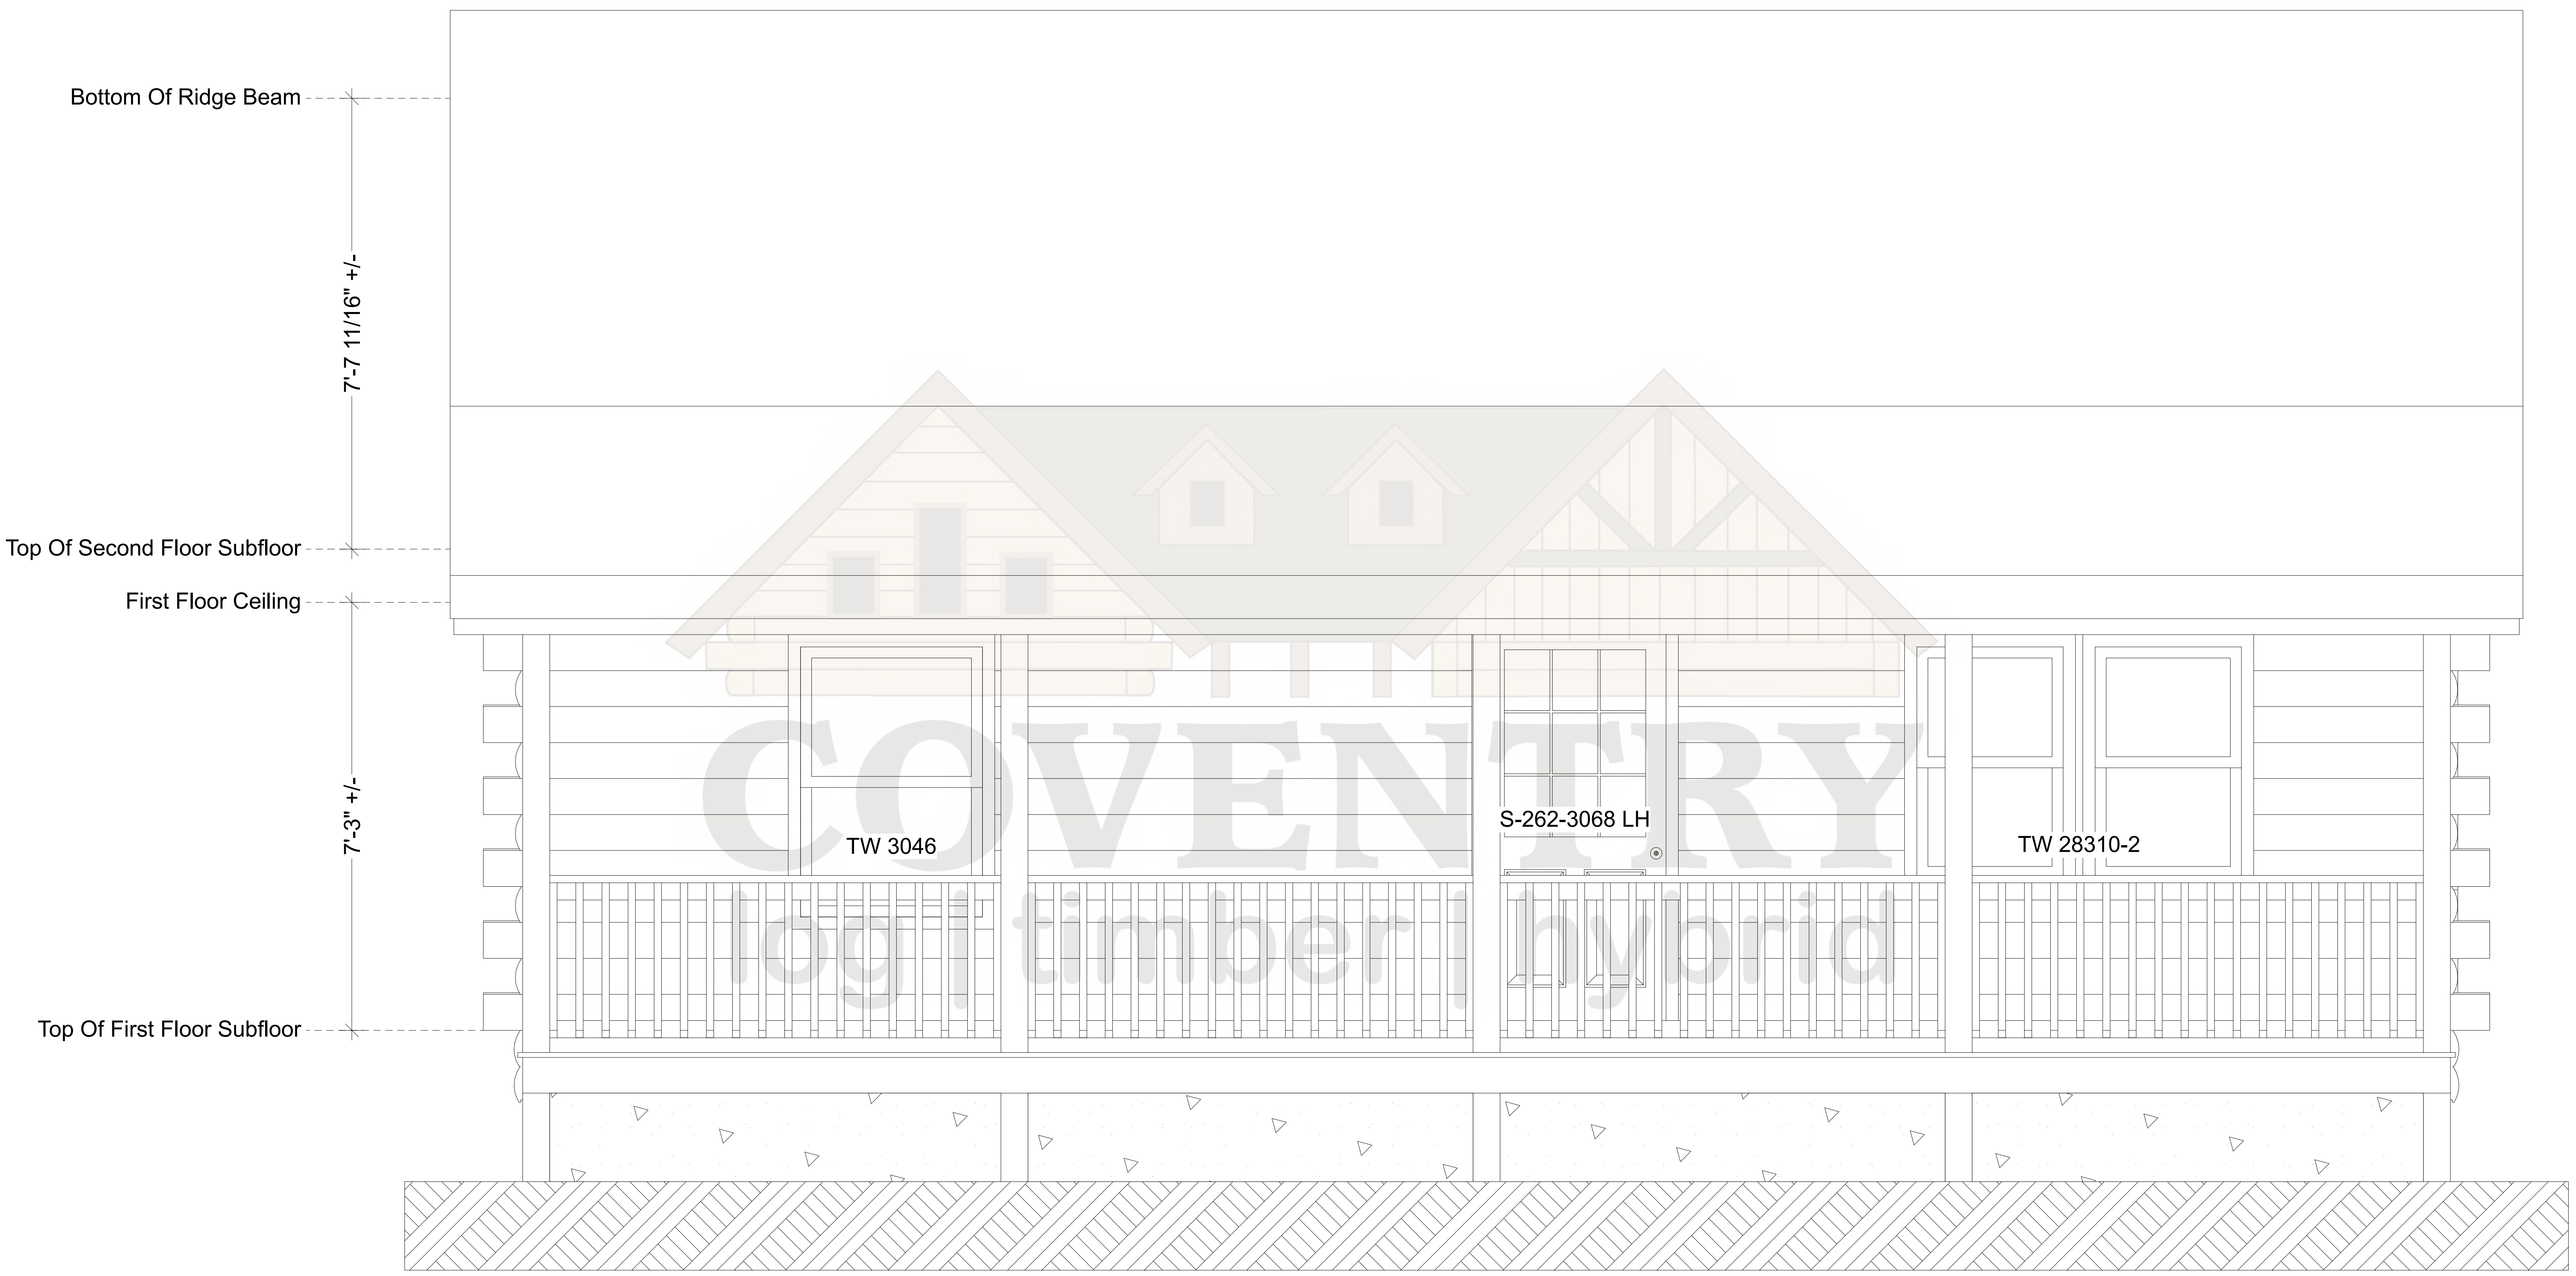 Bottom Of Ridge Beam
7'-7 11/16" +/-
Top Of Second Floor Subfloor
First Floor Ceiling
COVENTRY
S-262-3068 LH
TW 3046
TW 28310-2
7'-3" +/-
log | timber | hybrid
Top Of First Floor Subfloor